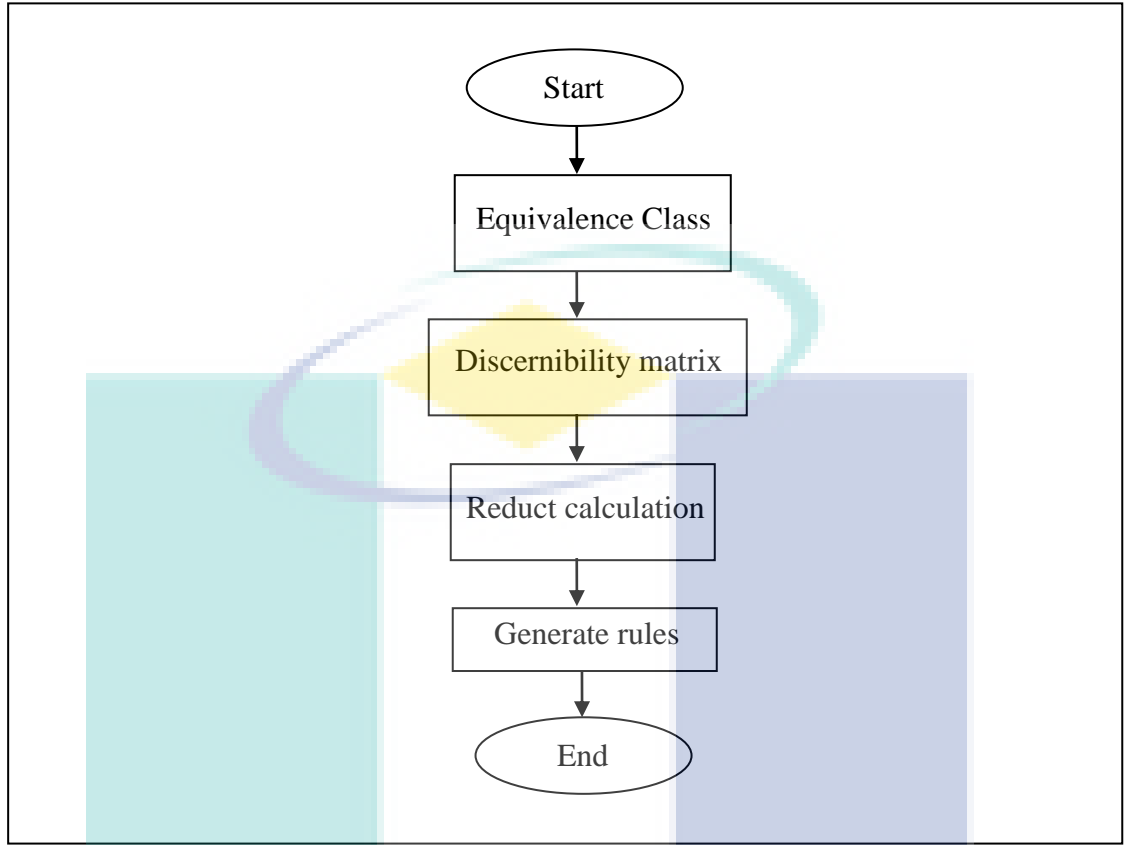 Start
Equivalence Class
Discernibility matrix
Reduct calculation
Generate rules
End